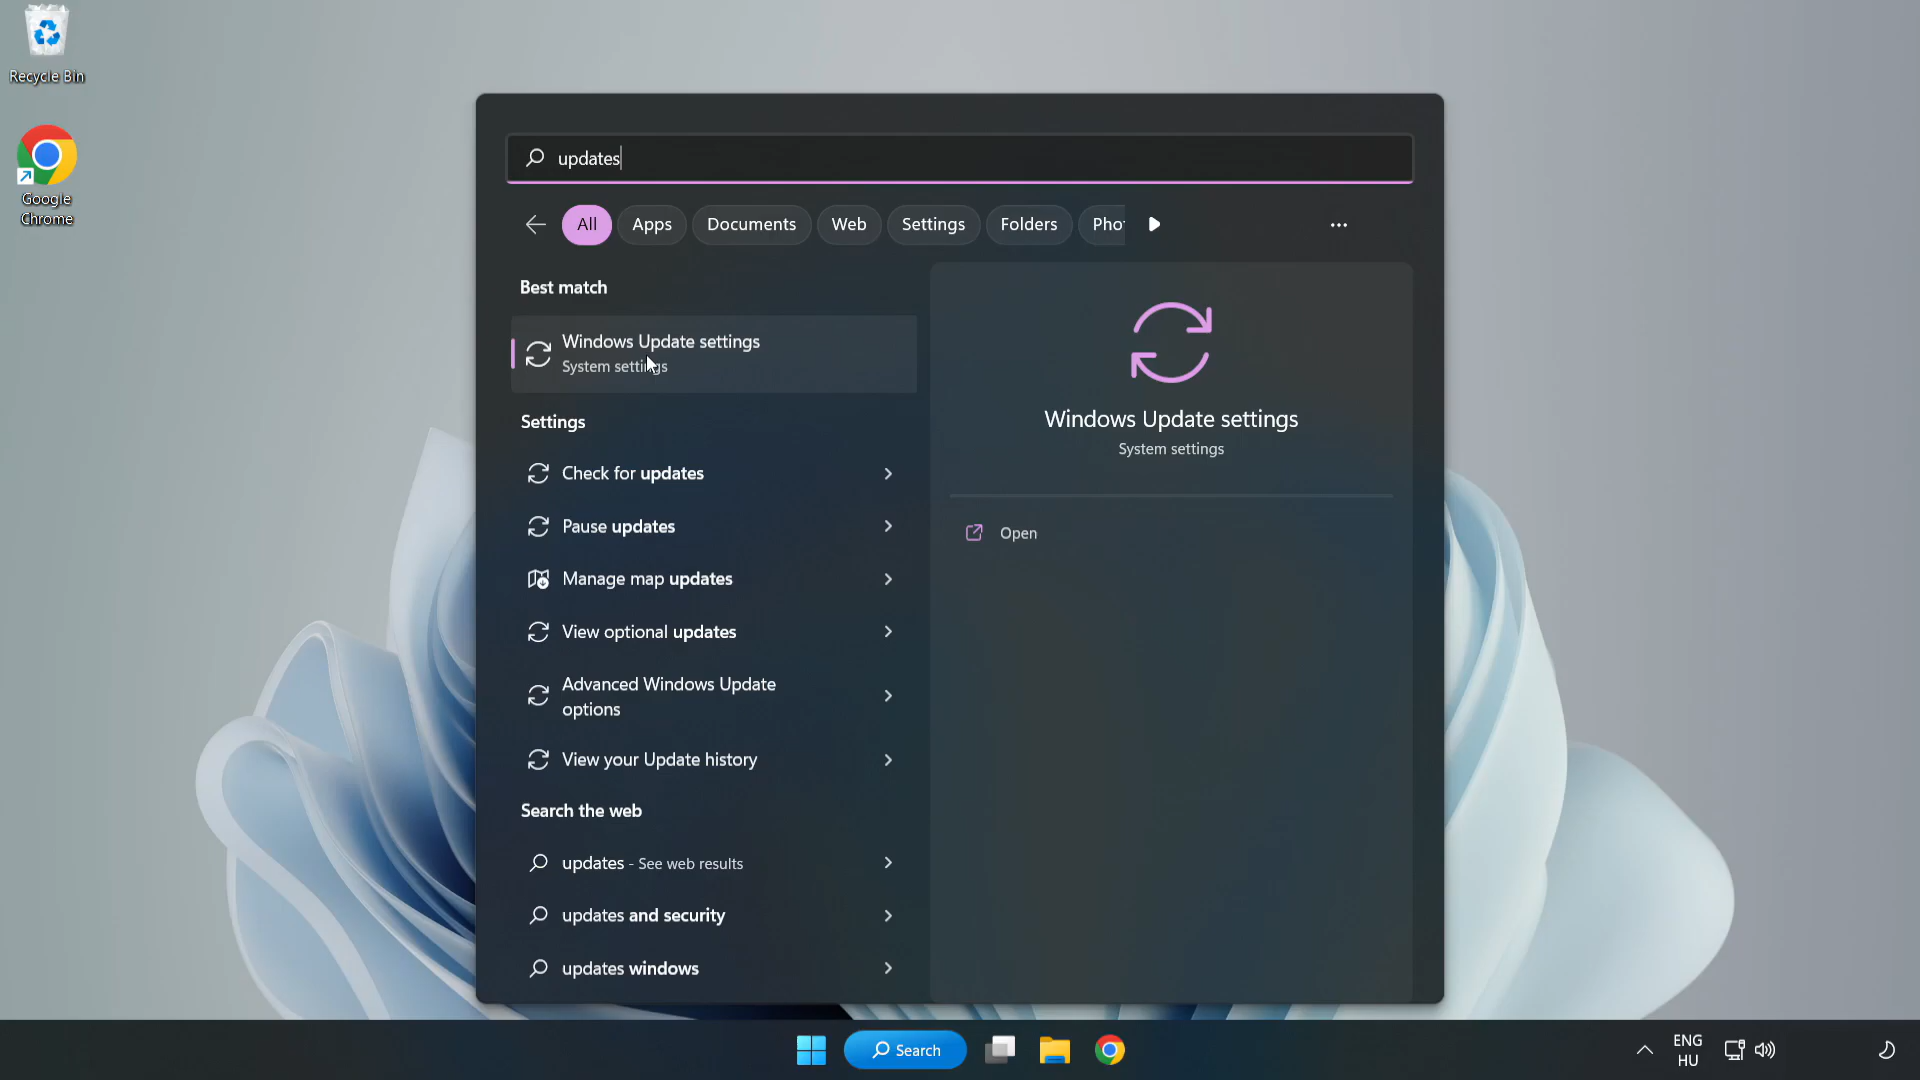 Recycle Bin
Google
Chrome
updates
All
Apps
Documents
Web
Settings
Folders
Best match
Windows Update settings
System settings
Settings
Check for updates
Pause updates
Manage map updates
View optional updates
Advanced Windows Update
options
View your Update history
Search the web
updates - See web results
updates and security
updates windows
Windows Update settings
System settings
Open
Search
ENG
HU